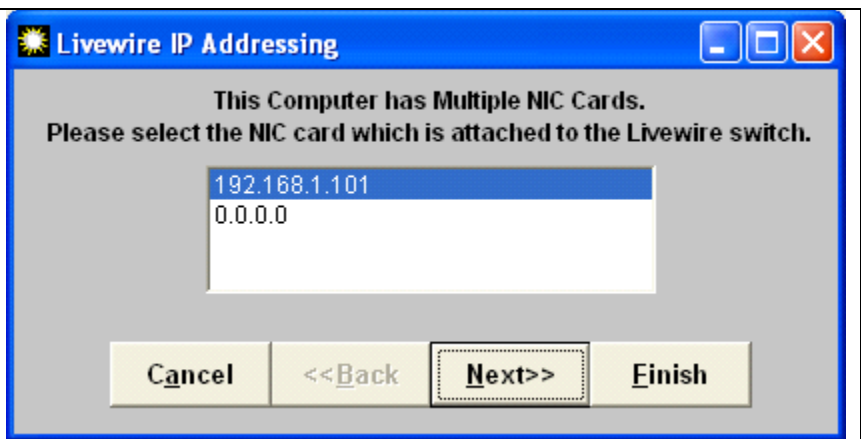 Livewire IP Addressing
This Computer has Multiple NIC Cards.
Please select the NIC card which is attached to the Livewire switch.
192.168.1.101
0.0.0.0
Cancel <<Back Next>> Finish